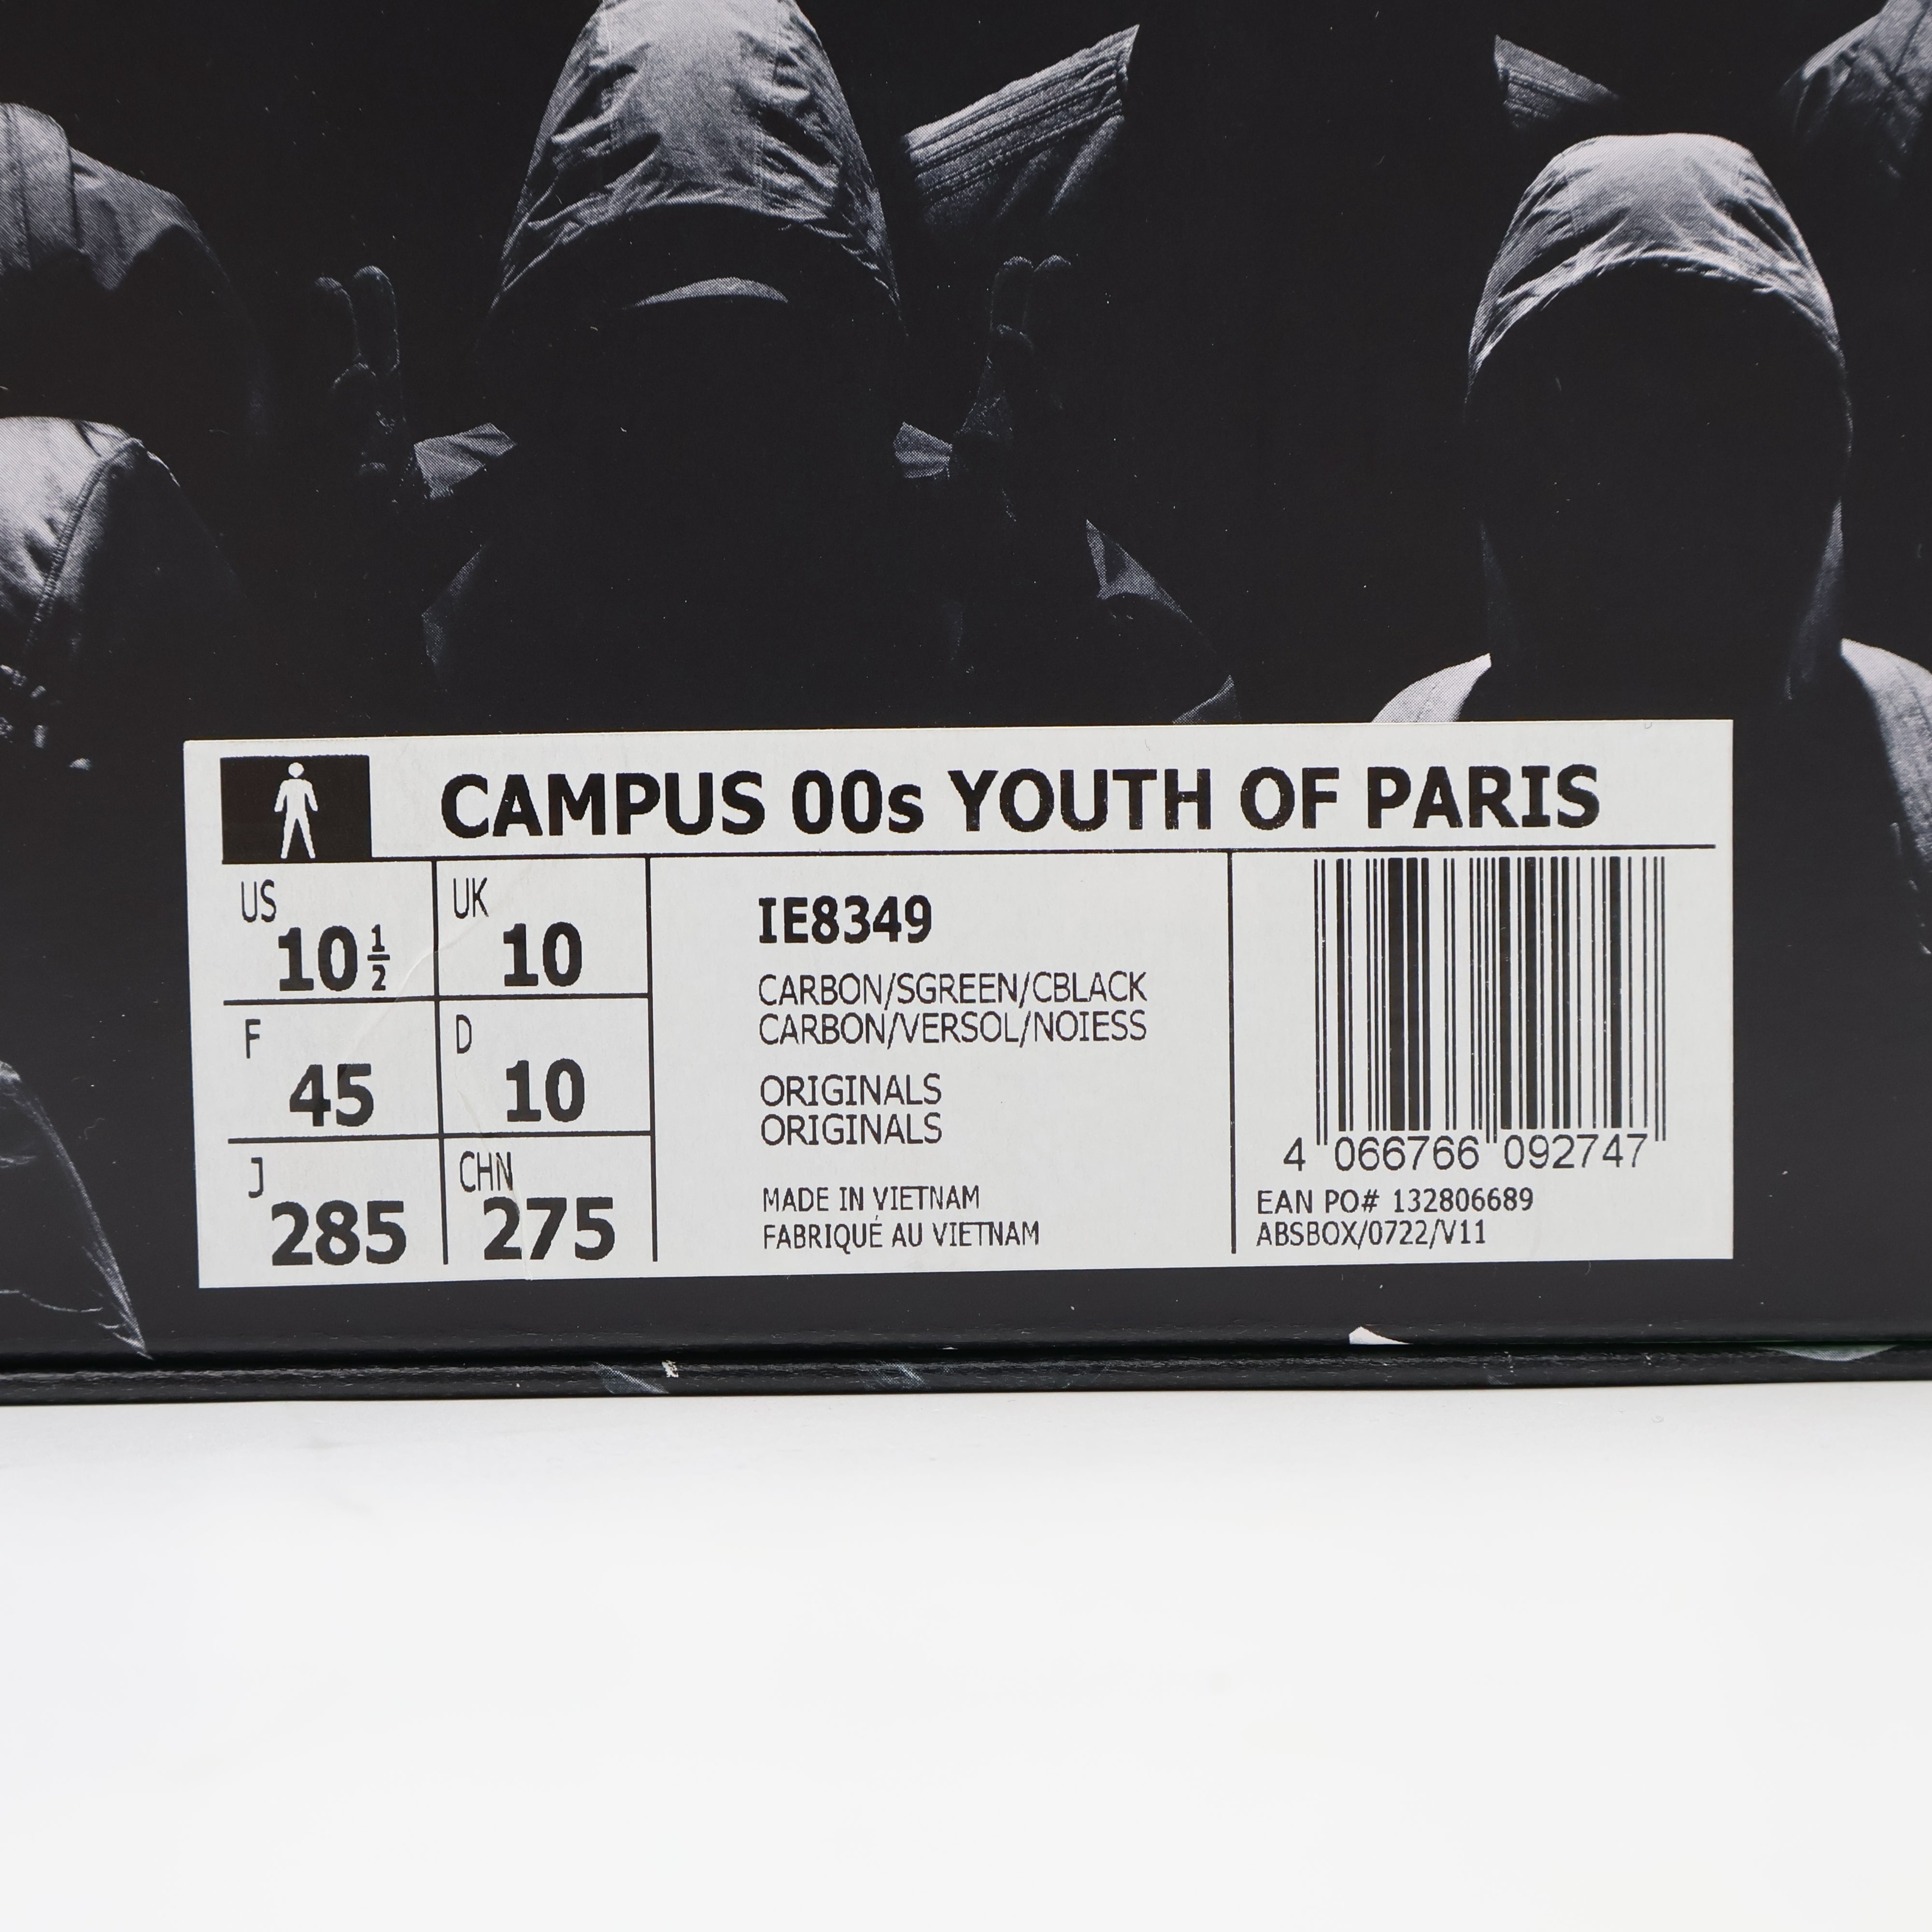 CAMPUS 00s YOUTH OF PARIS
US
10 1/2
UK
10
F
45
D
10
J
285
CHN
275
IE8349
CARBON/SGREEN/CBLACK
CARBON/VERSOL/NOIESS
ORIGINALS
ORIGINALS
MADE IN VIETNAM
FABRIQUÉ AU VIETNAM
4 066766 092747
EAN PO# 132806689
ABSBOX/0722/V11